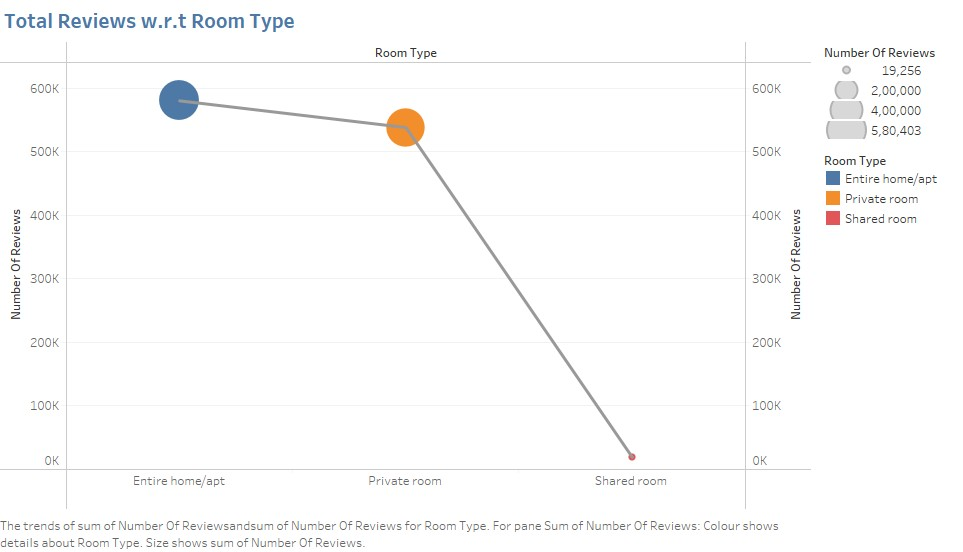 Total Reviews w.r.t Room Type
Room Type
Number Of Reviews
600K
500K
400K
300K
200K
100K
0K
600K
500K
400K
300K
200K
100K
0K
Number Of Reviews
Entire home/apt
Private room
Shared room
Number Of Reviews
19,256
2,00,000
4,00,000
5,80,403
Room Type
Entire home/apt
Private room
Shared room
The trends of sum of Number Of Reviewsandsum of Number Of Reviews for Room Type. For pane Sum of Number Of Reviews: Colour shows
details about Room Type. Size shows sum of Number Of Reviews.